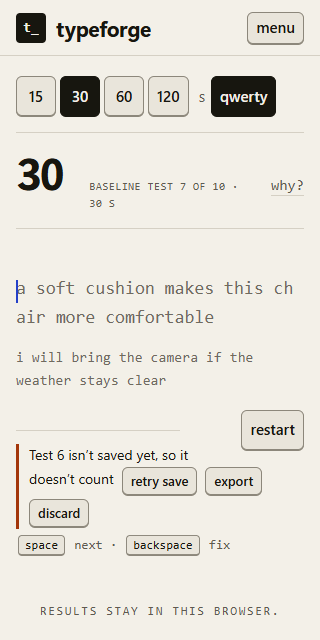 t_ typeforge menu
15 30 60 120 s qwerty
30 BASELINE TEST 7 OF 10 · why?
30 S
a soft cushion makes this ch
air more comfortable
i will bring the camera if the
weather stays clear
restart
Test 6 isn't saved yet, so it
doesn't count retry save export
discard
space next · backspace fix
RESULTS STAY IN THIS BROWSER.